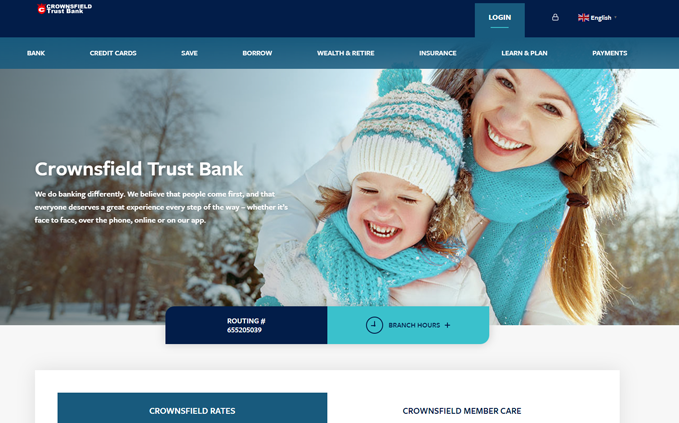 CROWNSFIELD
Trust Bank
LOGIN
English
BANK CREDIT CARDS SAVE BORROW WEALTH & RETIRE INSURANCE LEARN & PLAN PAYMENTS
Crownsfield Trust Bank
We do banking differently. We believe that people come first, and that
everyone deserves a great experience every step of the way – whether it's
face to face, over the phone, online or on our app.
ROUTING #
655205039
BRANCH HOURS +
CROWNSFIELD RATES
CROWNSFIELD MEMBER CARE